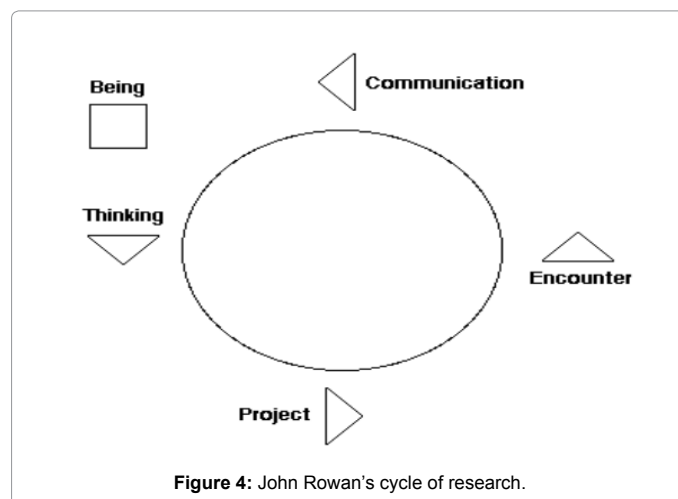 Being
Communication
Thinking
Encounter
Project
Figure 4: John Rowan’s cycle of research.